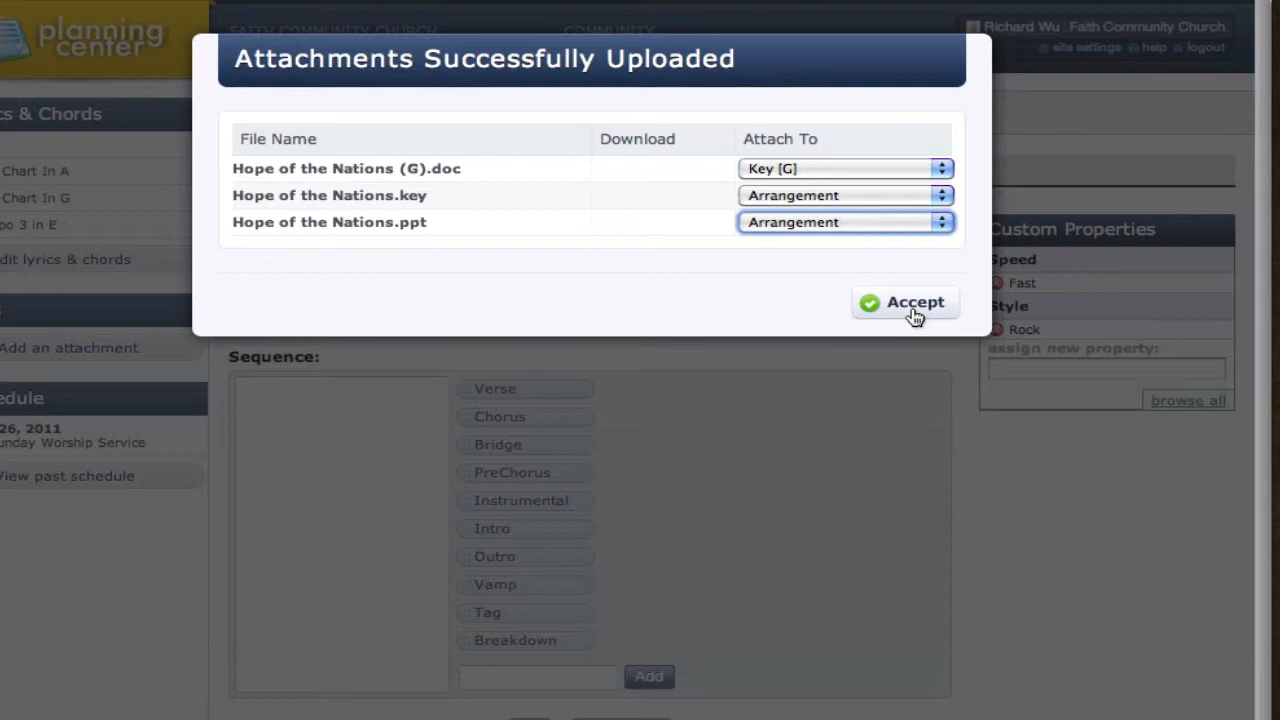 planning
center
FAITH COMMUNITY CHURCH
COMMUNITY
Richard Wu : Faith Community Church
site settings help logout
Attachments Successfully Uploaded
File Name Download Attach To
Hope of the Nations (G).doc Key [G]
Hope of the Nations.key Arrangement
Hope of the Nations.ppt Arrangement
Accept
cs & Chords
Chart In A
Chart In G
po 3 in E
dit lyrics & chords
Add an attachment
edule
26, 2011
unday Worship Service
View past schedule
Sequence:
Verse
Chorus
Bridge
PreChorus
Instrumental
Intro
Outro
Vamp
Tag
Breakdown
Add
Custom Properties
Speed
Fast
Style
Rock
assign new property:
browse all